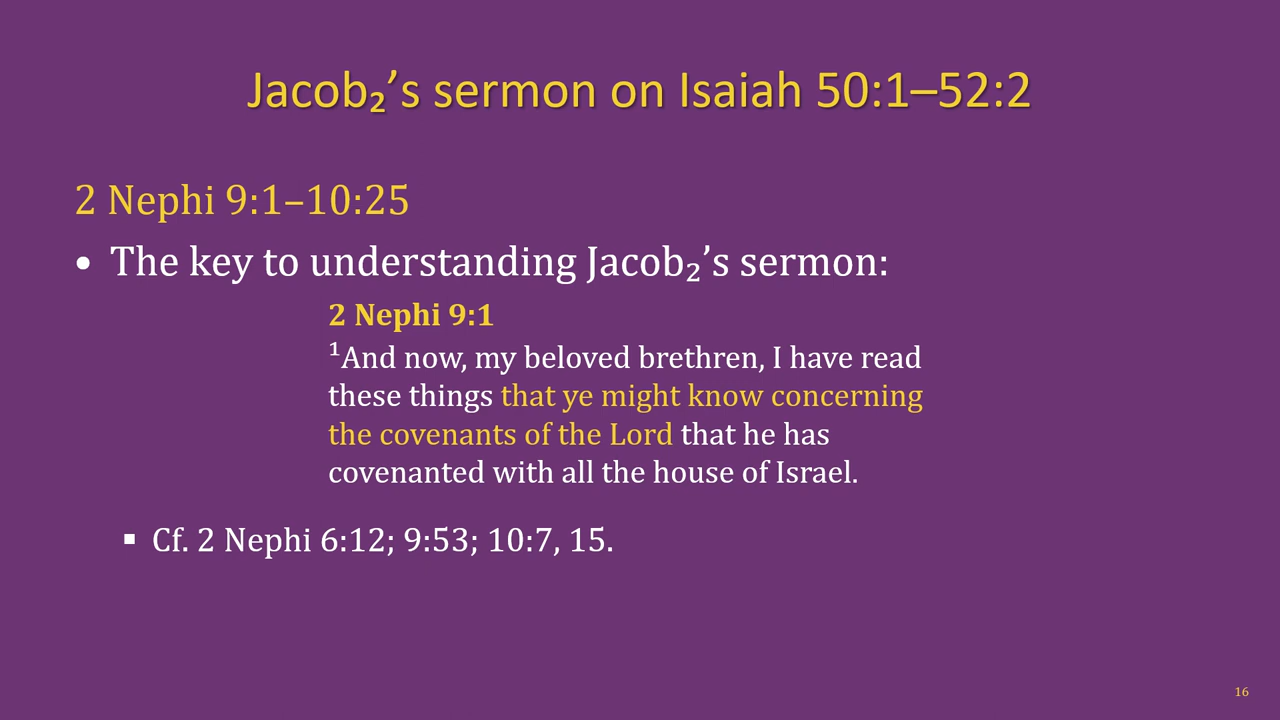 Jacob₂’s sermon on Isaiah 50:1–52:2
2 Nephi 9:1–10:25
• The key to understanding Jacob₂’s sermon:
2 Nephi 9:1
¹And now, my beloved brethren, I have read
these things that ye might know concerning
the covenants of the Lord that he has
covenanted with all the house of Israel.
▪ Cf. 2 Nephi 6:12; 9:53; 10:7, 15.
16